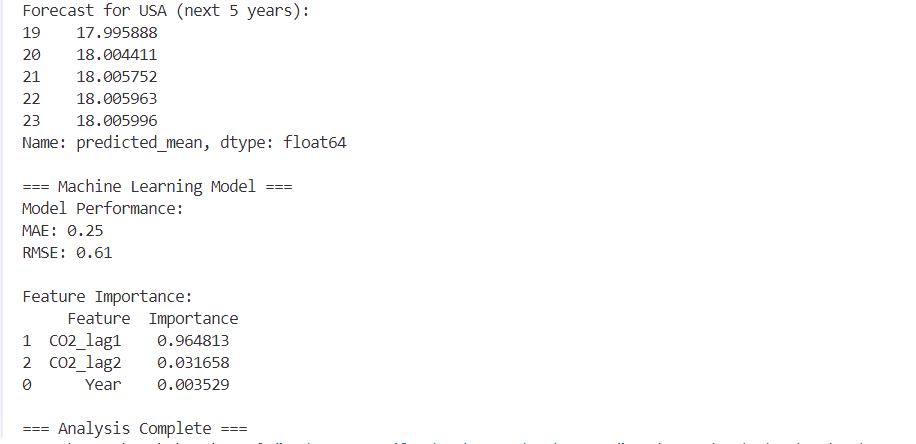 Forecast for USA (next 5 years):
19    17.995888
20    18.004411
21    18.005752
22    18.005963
23    18.005996
Name: predicted_mean, dtype: float64
=== Machine Learning Model ===
Model Performance:
MAE: 0.25
RMSE: 0.61
Feature Importance:
     Feature  Importance
1  CO2_lag1    0.964813
2  CO2_lag2    0.031658
0      Year    0.003529
=== Analysis Complete ===